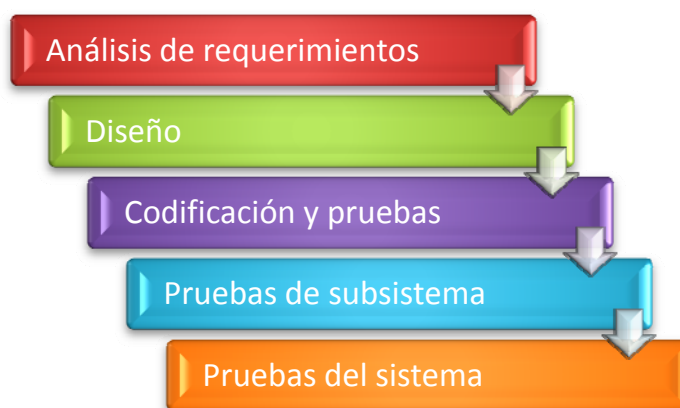 Análisis de requerimientos
Diseño
Codificación y pruebas
Pruebas de subsistema
Pruebas del sistema